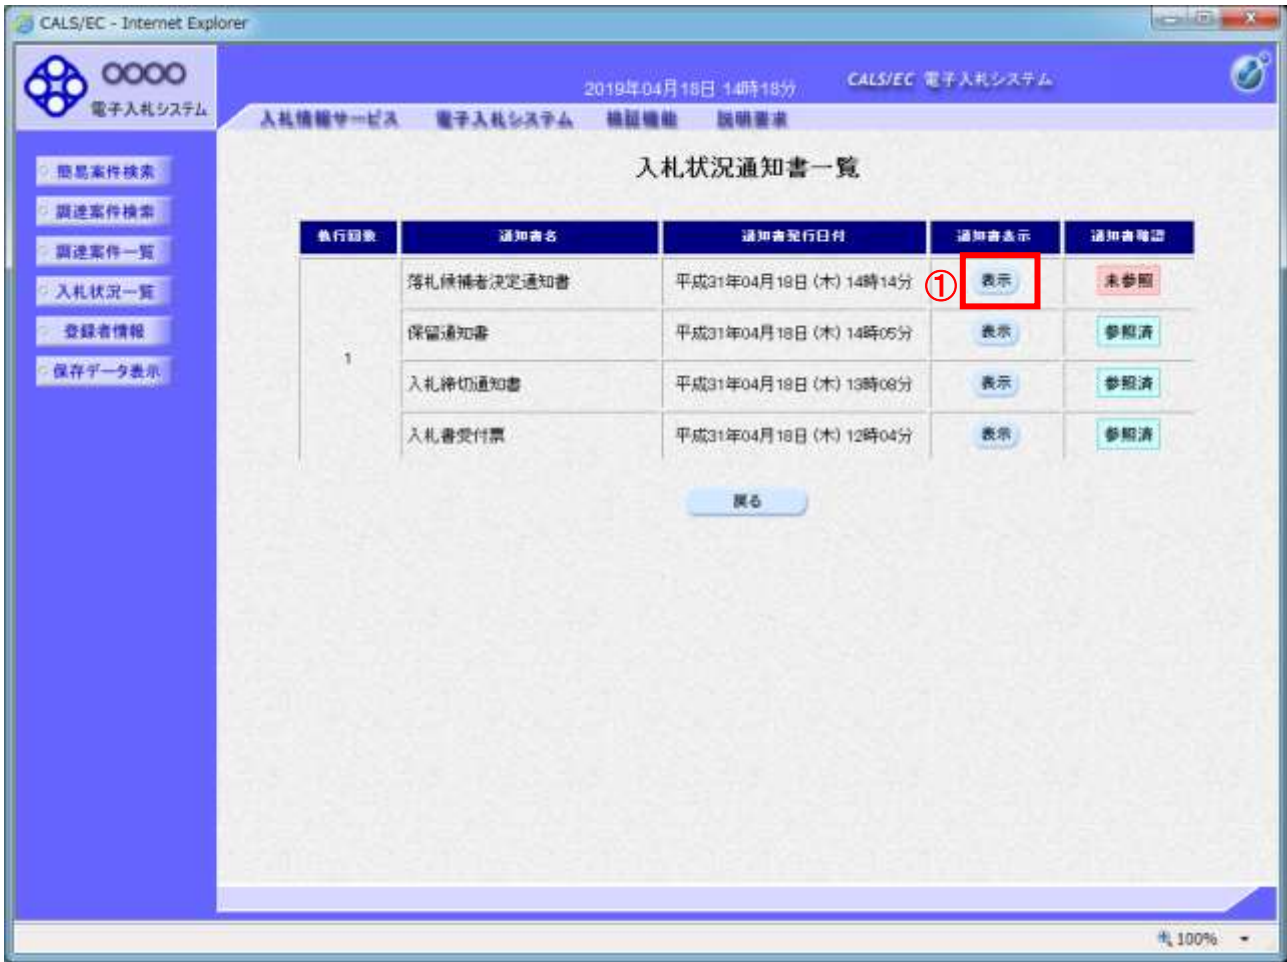 CALS/EC - Internet Explorer
○○○○
電子入札システム
2019年04月18日 14時18分
CALS/EC 電子入札システム
入札情報サービス 電子入札システム 検証機能 説明要求
簡易案件検索
調達案件検索
調達案件一覧
入札状況一覧
登録者情報
保存データ表示
入札状況通知書一覧
執行回数 通知書名 通知書発行日付 通知書表示 通知書確認
1
落札候補者決定通知書 平成31年04月18日 (木) 14時14分 ① 表示 未参照
保留通知書 平成31年04月18日 (木) 14時05分 表示 参照済
入札締切通知書 平成31年04月18日 (木) 13時08分 表示 参照済
入札書受付票 平成31年04月18日 (木) 12時04分 表示 参照済
戻る
100%